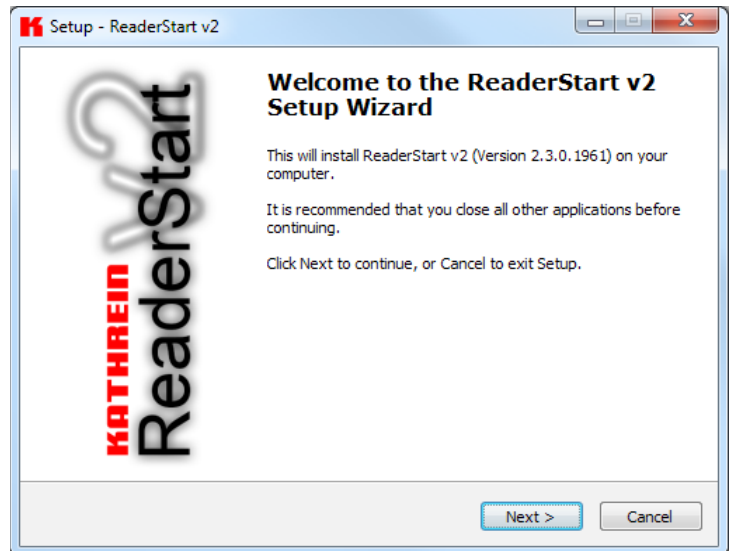 Setup - ReaderStart v2
KATHREIN
ReaderStart
v2
Welcome to the ReaderStart v2
Setup Wizard
This will install ReaderStart v2 (Version 2.3.0.1961) on your
computer.
It is recommended that you close all other applications before
continuing.
Click Next to continue, or Cancel to exit Setup.
Next >
Cancel